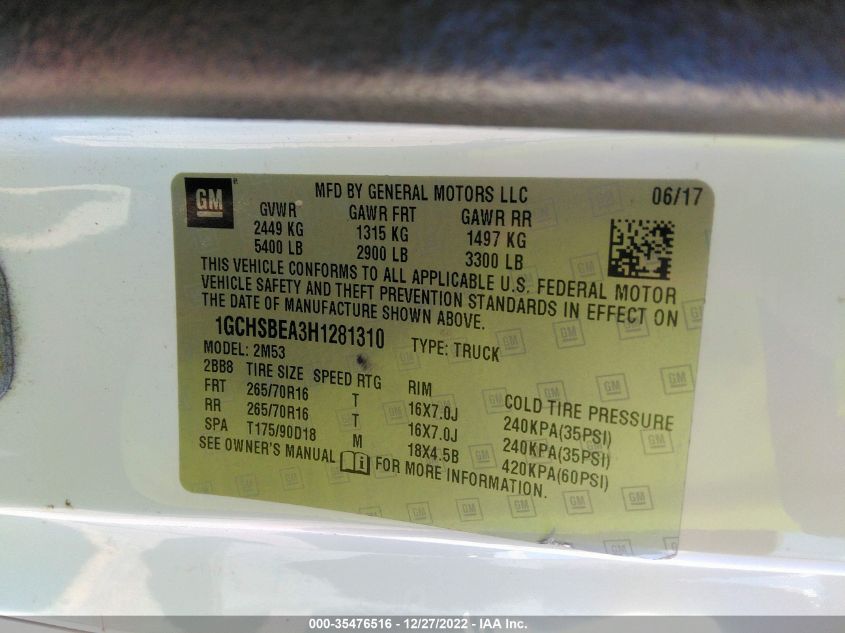 GM
MFD BY GENERAL MOTORS LLC 06/17
GVWR GAWR FRT GAWR RR
2449 KG 1315 KG 1497 KG
5400 LB 2900 LB 3300 LB
THIS VEHICLE CONFORMS TO ALL APPLICABLE U.S. FEDERAL MOTOR
VEHICLE SAFETY AND THEFT PREVENTION STANDARDS IN EFFECT ON
THE DATE OF MANUFACTURE SHOWN ABOVE.
1GCHSBEA3H1281310
MODEL: 2M53 TYPE: TRUCK
2BB8 TIRE SIZE SPEED RTG RIM COLD TIRE PRESSURE
FRT 265/70R16 T 16X7.0J 240KPA(35PSI)
RR 265/70R16 T 16X7.0J 240KPA(35PSI)
SPA T175/90D18 M 18X4.5B 420KPA(60PSI)
SEE OWNER'S MANUAL FOR MORE INFORMATION.
000-35476516 - 12/27/2022 - IAA Inc.